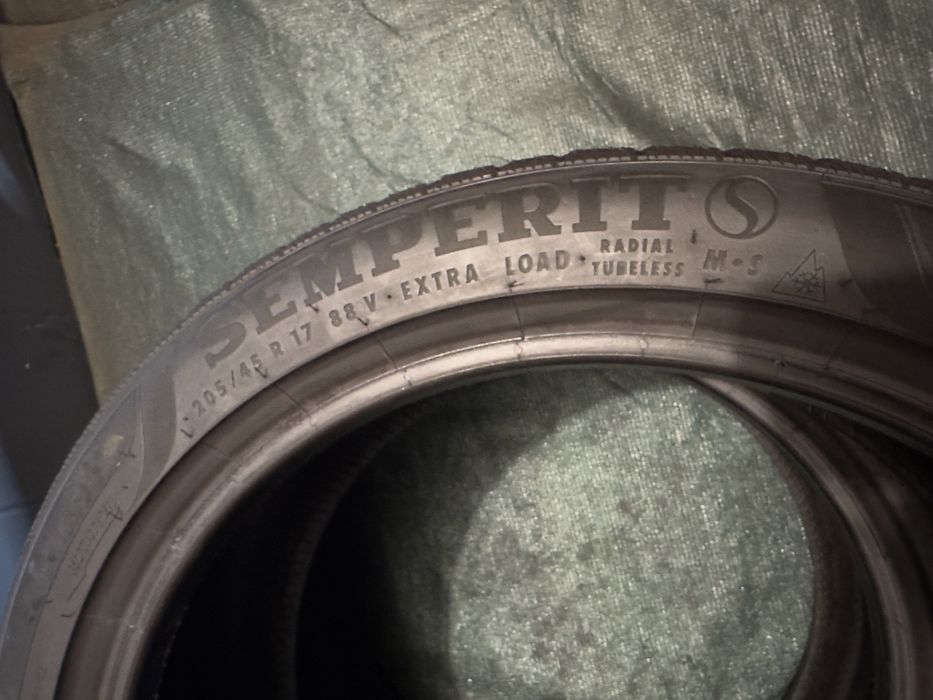 SEMPERIT
205/45 R 17 88 V · EXTRA LOAD · RADIAL TUBELESS M·S